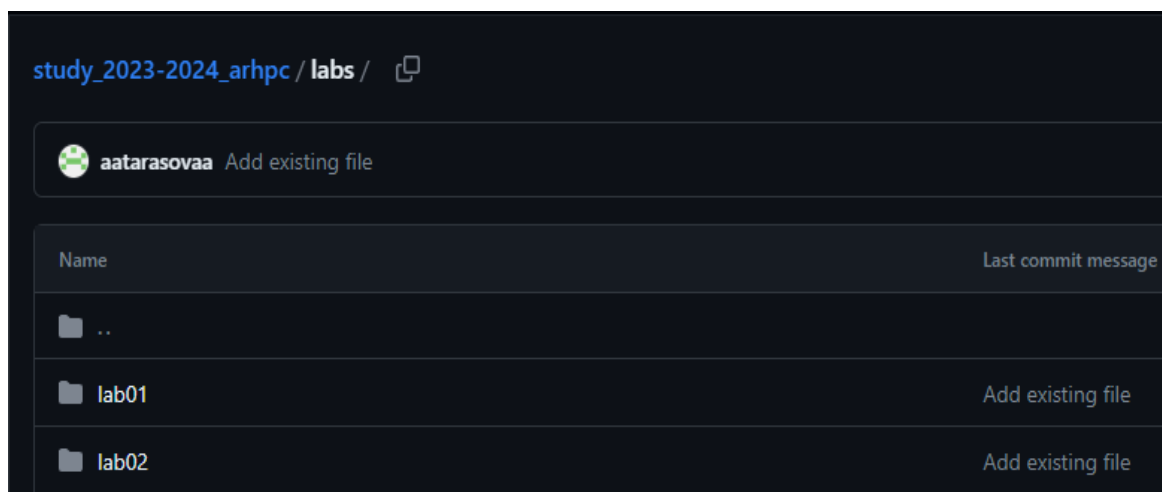 study_2023-2024_arhpc / labs /
aatarasovaa Add existing file
Name Last commit message
..
lab01 Add existing file
lab02 Add existing file